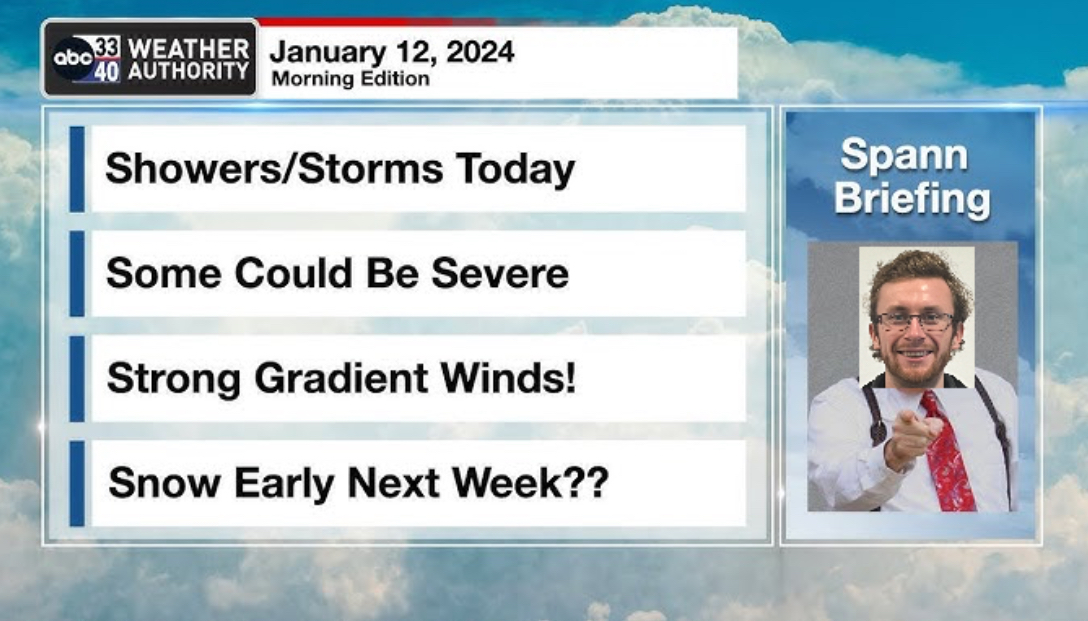 abc 33
40
WEATHER
AUTHORITY
January 12, 2024
Morning Edition
Showers/Storms Today
Some Could Be Severe
Strong Gradient Winds!
Snow Early Next Week??
Spann
Briefing